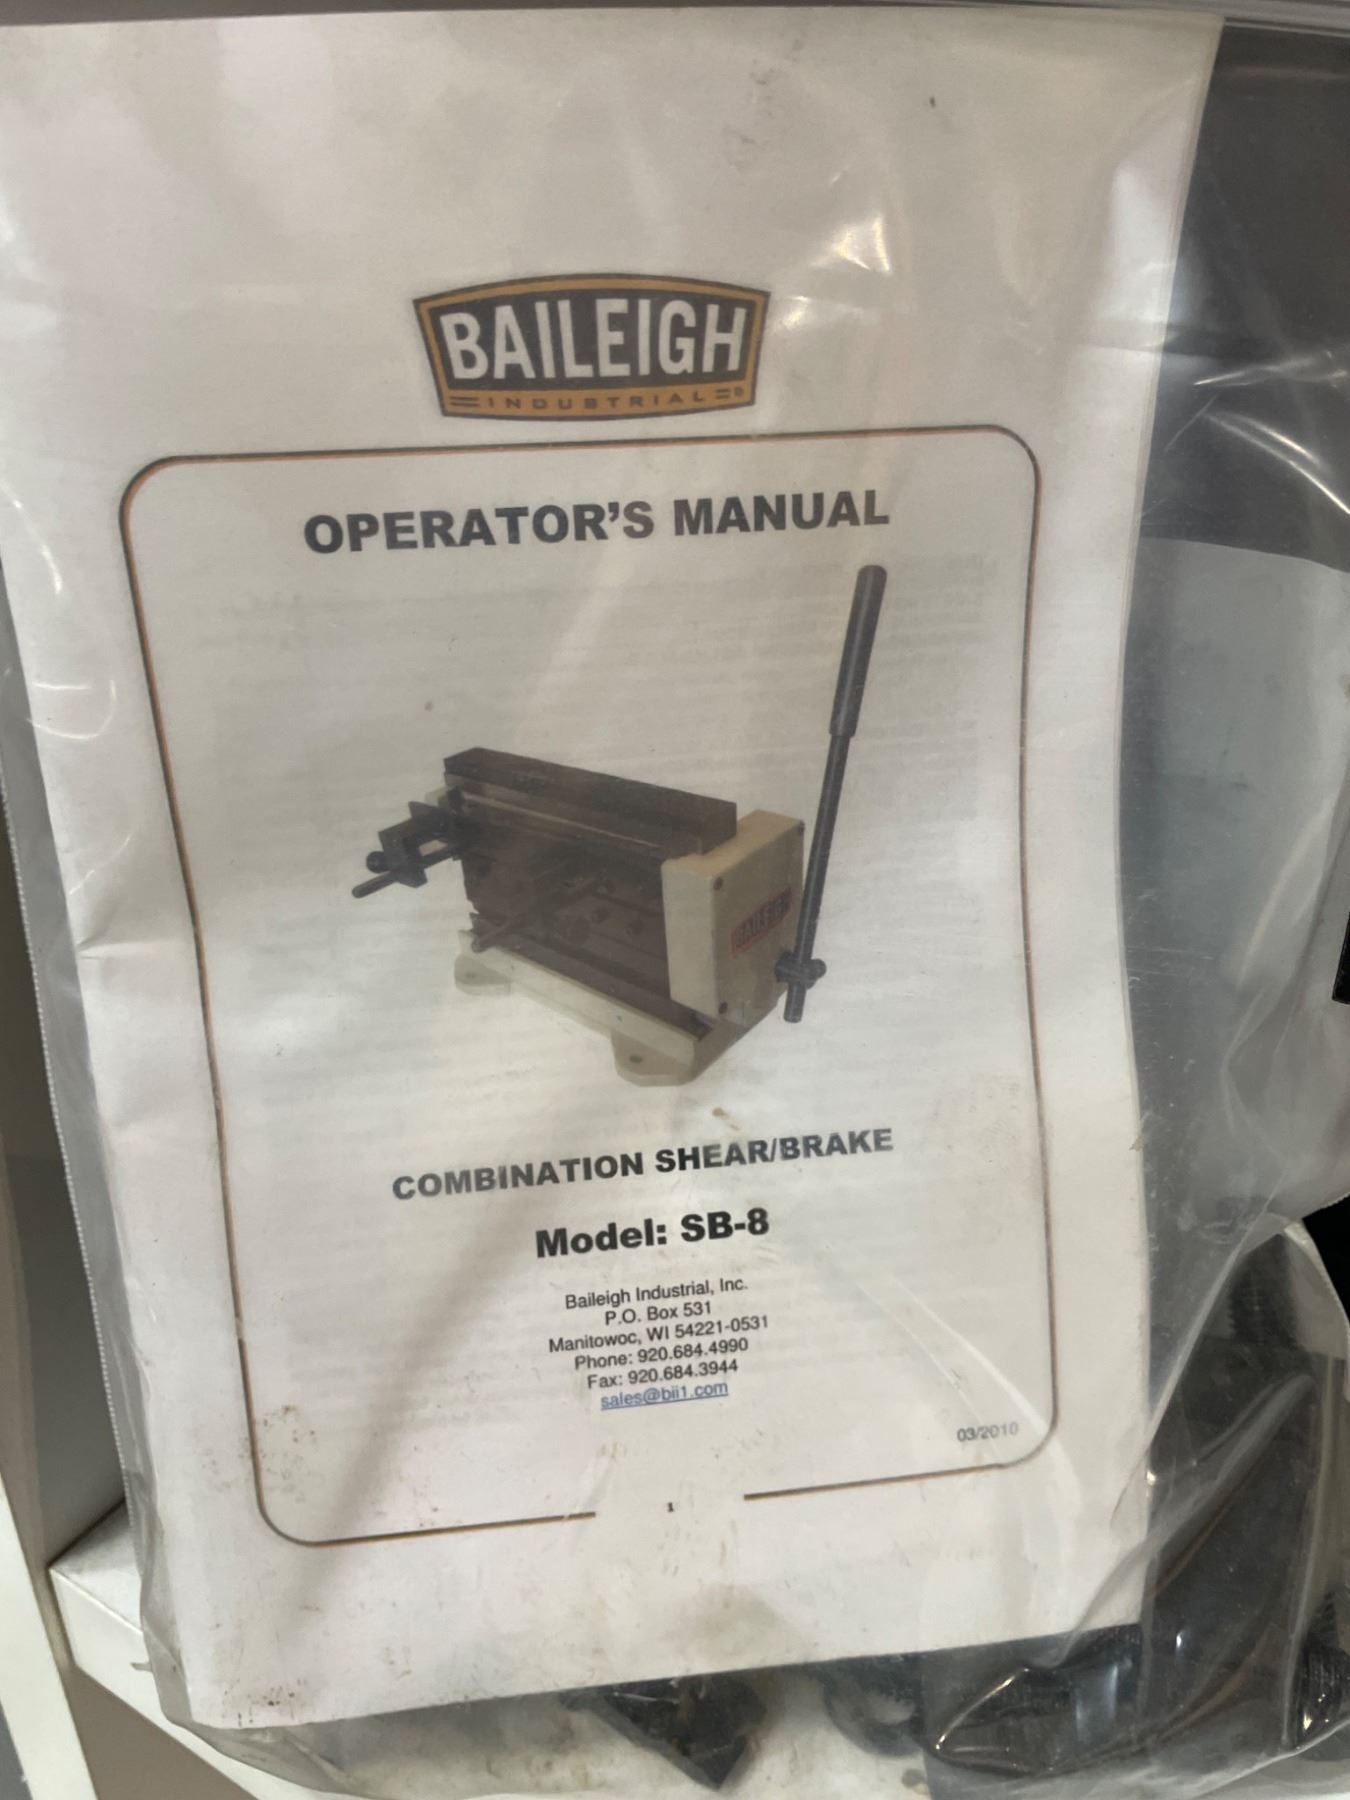 BAILEIGH
INDUSTRIAL
OPERATOR'S MANUAL
BAILEIGH
COMBINATION SHEAR/BRAKE
Model: SB-8
Baileigh Industrial, Inc.
P.O. Box 531
Manitowoc, WI 54221-0531
Phone: 920.684.4990
Fax: 920.684.3944
sales@bii1.com
03/2010
1